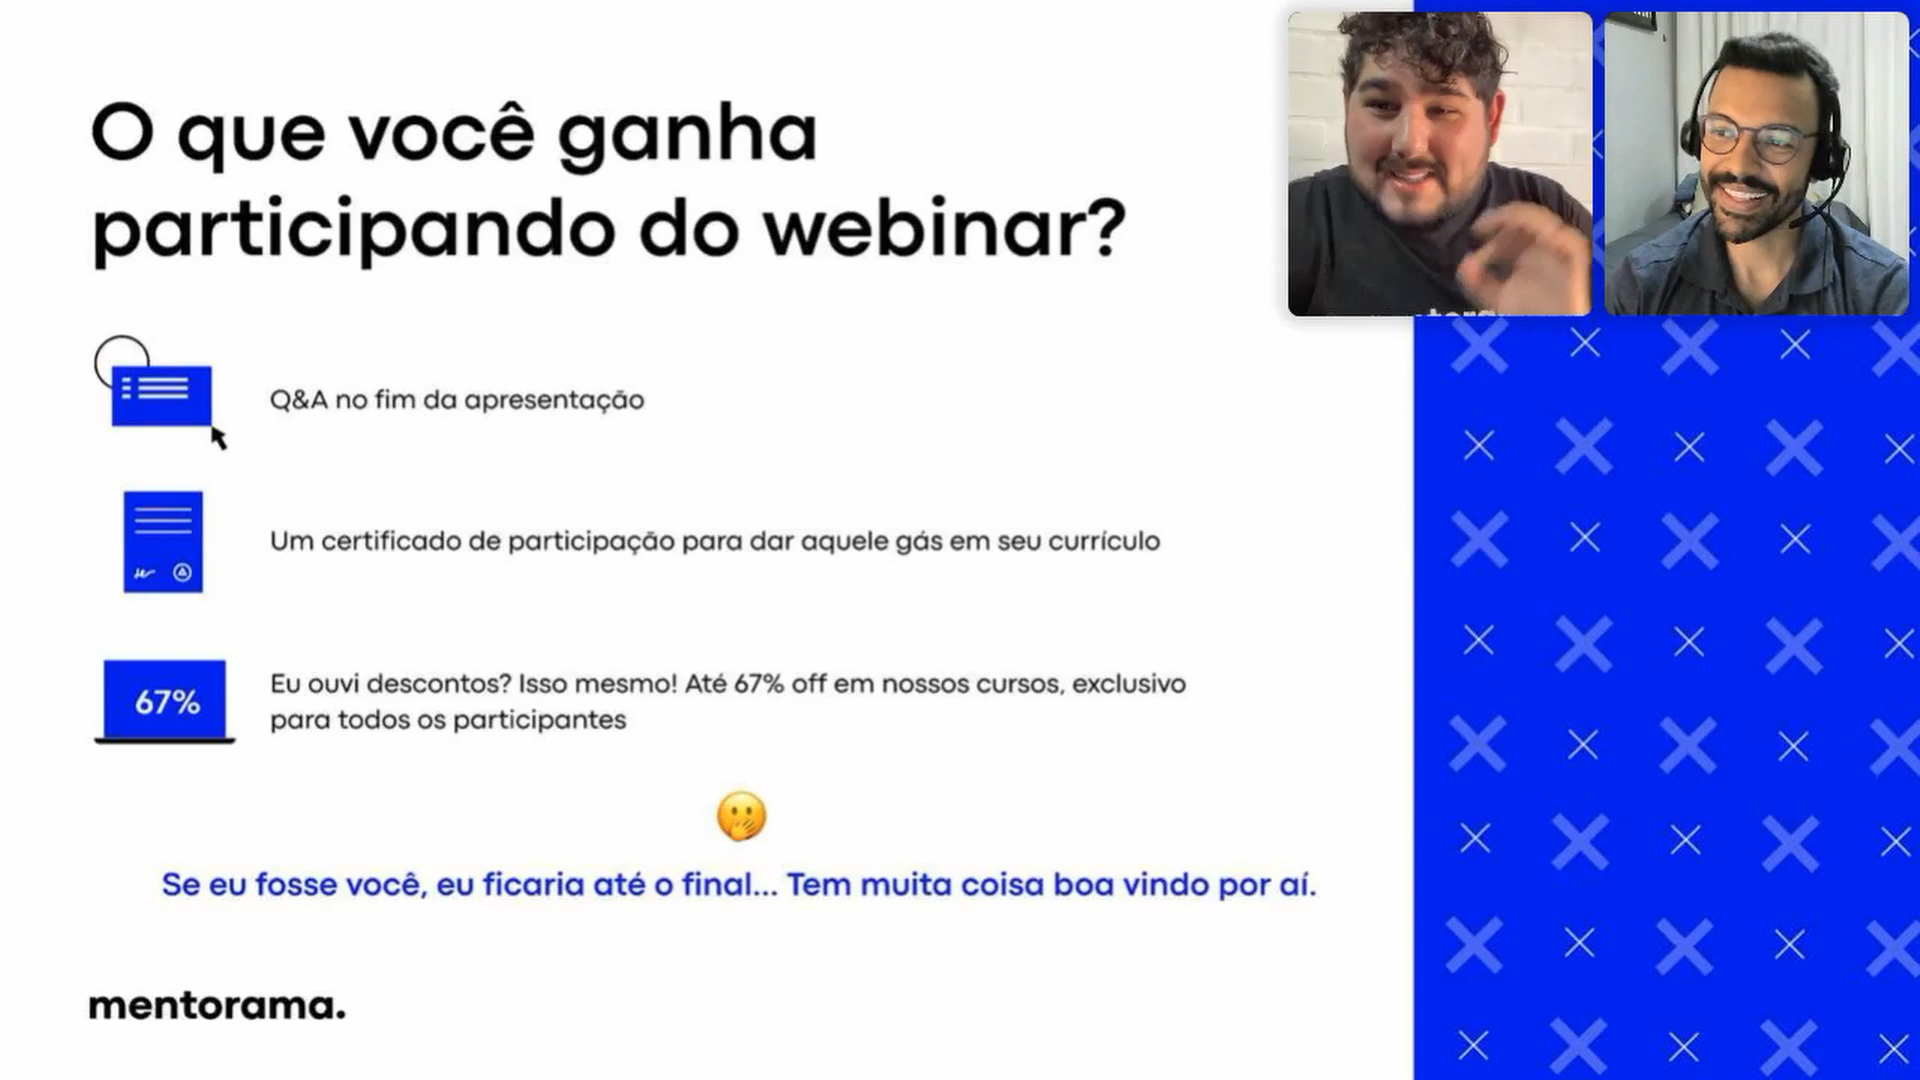 O que você ganha
participando do webinar?
Q&A no fim da apresentação
Um certificado de participação para dar aquele gás em seu currículo
67%
Eu ouvi descontos? Isso mesmo! Até 67% off em nossos cursos, exclusivo
para todos os participantes
Se eu fosse você, eu ficaria até o final... Tem muita coisa boa vindo por aí.
mentorama.